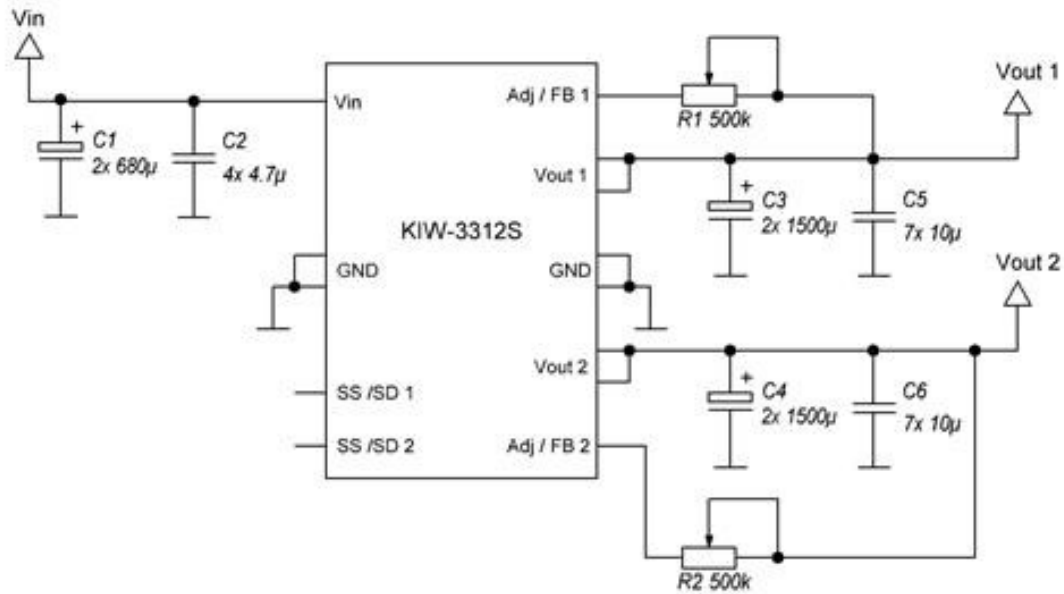 Vin
C1
2x 680µ
C2
4x 4.7µ
Vin
GND
SS /SD 1
SS /SD 2
KIW-3312S
Adj / FB 1
Vout 1
GND
Vout 2
Adj / FB 2
R1 500k
Vout 1
+
+
C3
2x 1500µ
C5
7x 10µ
Vout 2
+
C4
2x 1500µ
C6
7x 10µ
R2 500k